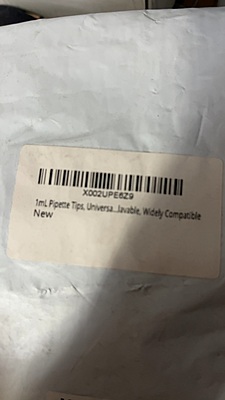 X002UPE6Z9
1mL Pipette Tips, Universa...lavable, Widely Compatible
New